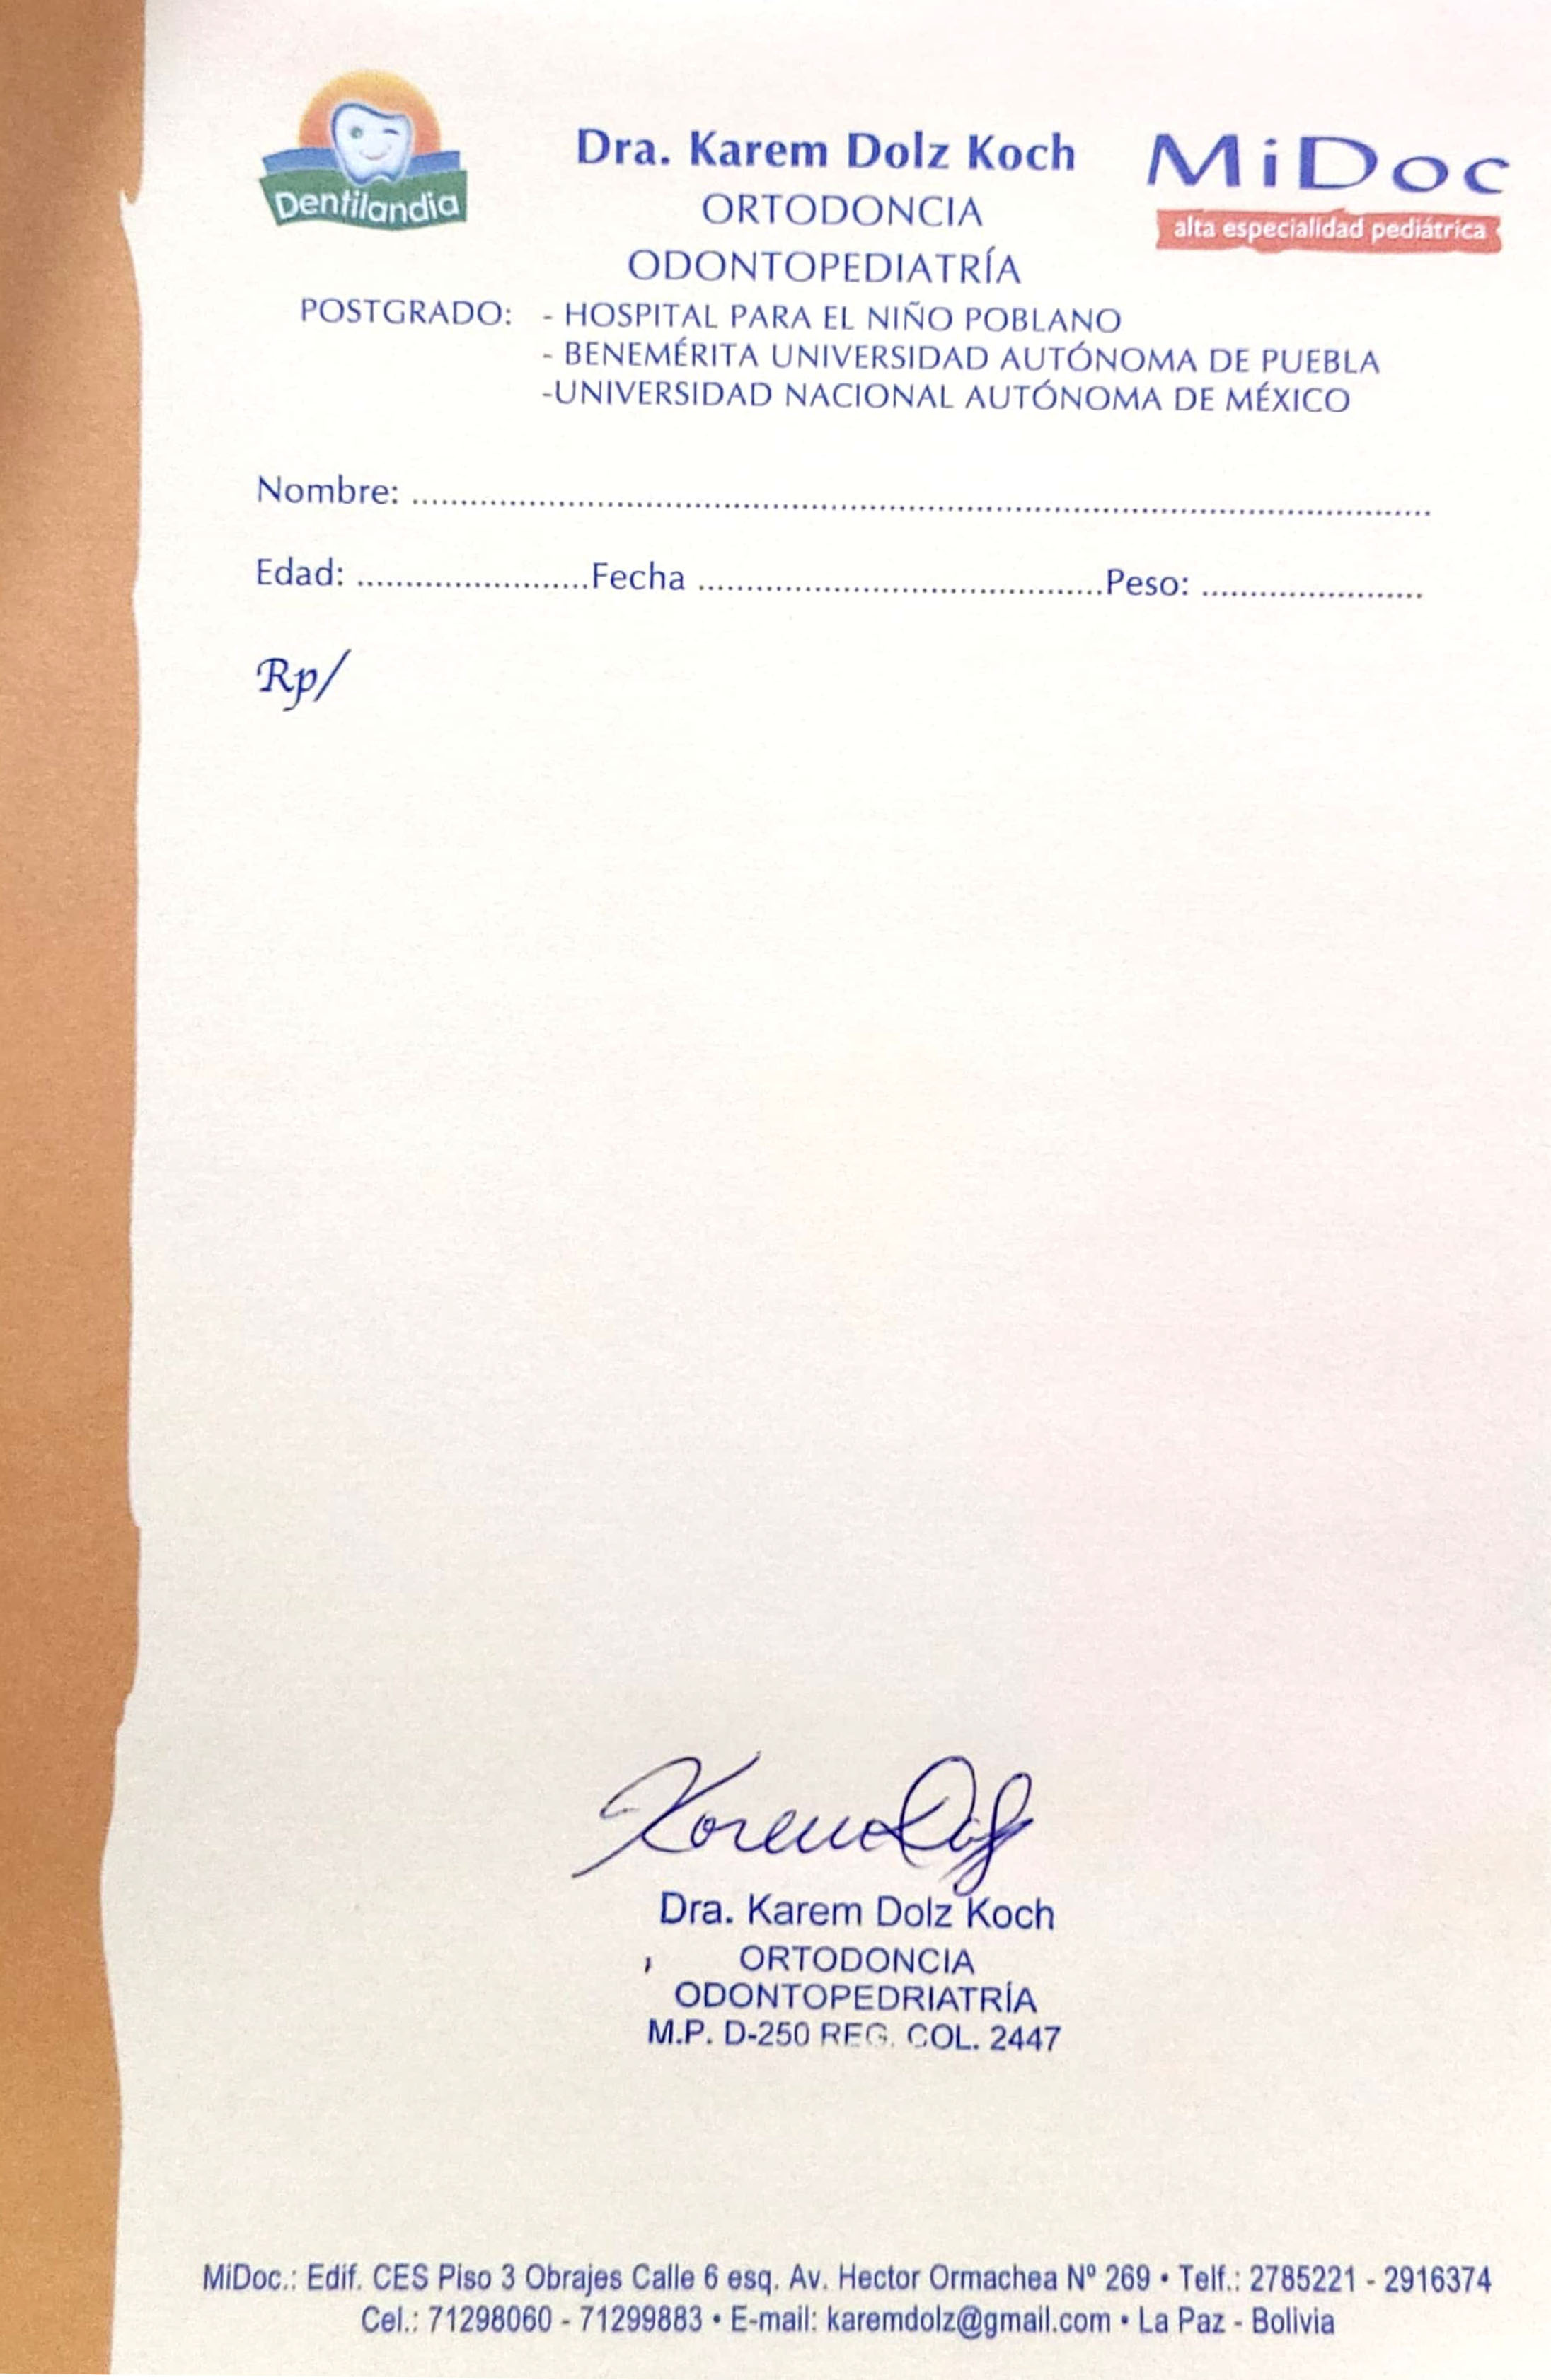 Dentilandia
Dra. Karem Dolz Koch
ORTODONCIA
ODONTOPEDIATRÍA
MiDoc
alta especialidad pediátrica
POSTGRADO: - HOSPITAL PARA EL NIÑO POBLANO
- BENEMÉRITA UNIVERSIDAD AUTÓNOMA DE PUEBLA
-UNIVERSIDAD NACIONAL AUTÓNOMA DE MÉXICO
Nombre: ........................................................................
Edad: ........................Fecha ..........................................Peso: .......................
Rp/
Karem Dolz
Dra. Karem Dolz Koch
ORTODONCIA
ODONTOPEDRIATRÍA
M.P. D-250 REG. COL. 2447
MiDoc.: Edif. CES Piso 3 Obrajes Calle 6 esq. Av. Hector Ormachea Nº 269 • Telf.: 2785221 - 2916374
Cel.: 71298060 - 71299883 • E-mail: karemdolz@gmail.com • La Paz - Bolivia